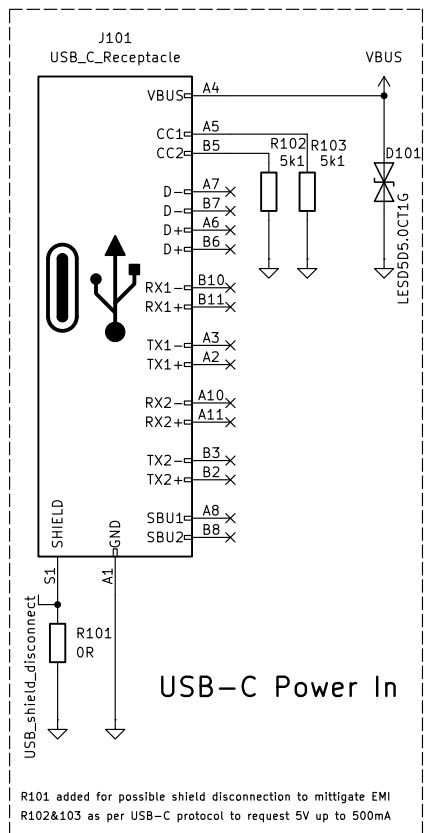 J101
USB_C_Receptacle
VBUS
VBUS A4
CC1 A5
CC2 B5
R102 R103
5k1 5k1
D101
LESD5D5.0CT1G
D- A7
D- B7
D+ A6
D+ B6
RX1- B10
RX1+ B11
TX1- A3
TX1+ A2
RX2- A10
RX2+ A11
TX2- B3
TX2+ B2
SBU1 A8
SBU2 B8
SHIELD
GND
S1
A1
USB_shield_disconnect
R101
0R
USB-C Power In
R101 added for possible shield disconnection to mittigate EMI
R102&103 as per USB-C protocol to request 5V up to 500mA